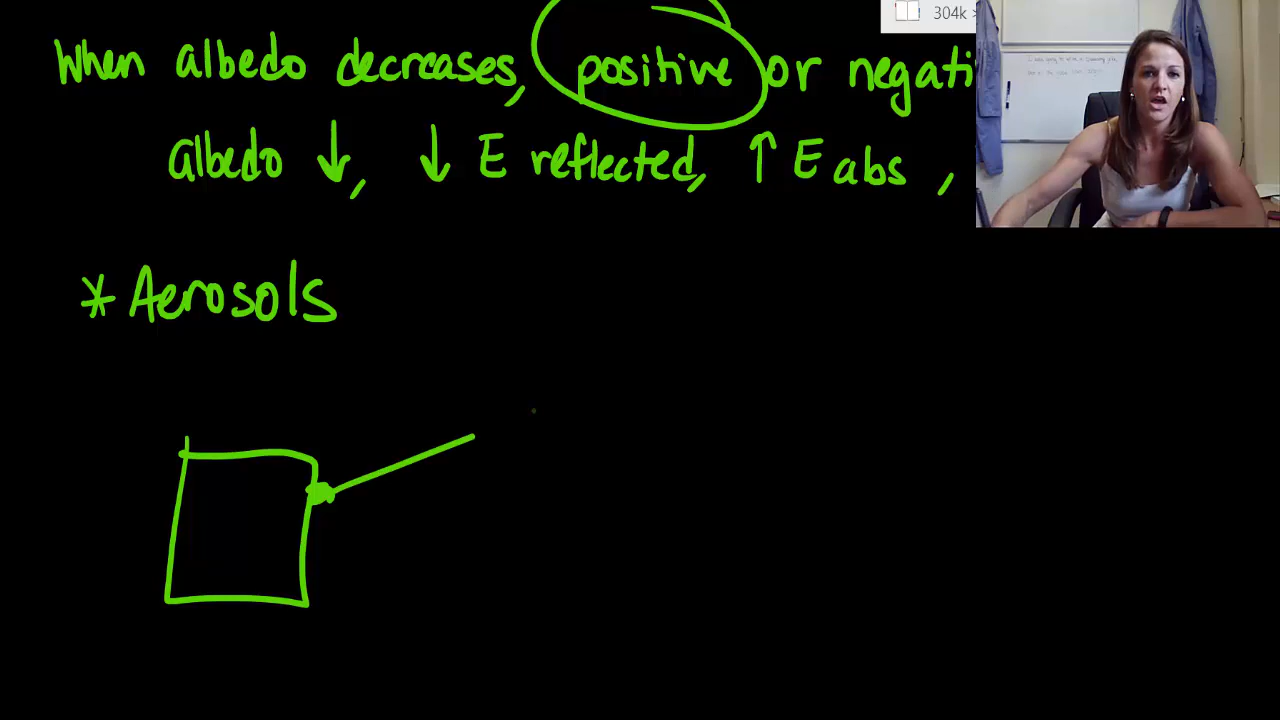 304k >
When albedo decreases, positive or negati
albedo ↓, ↓ E reflected, ↑ E abs ,
* Aerosols